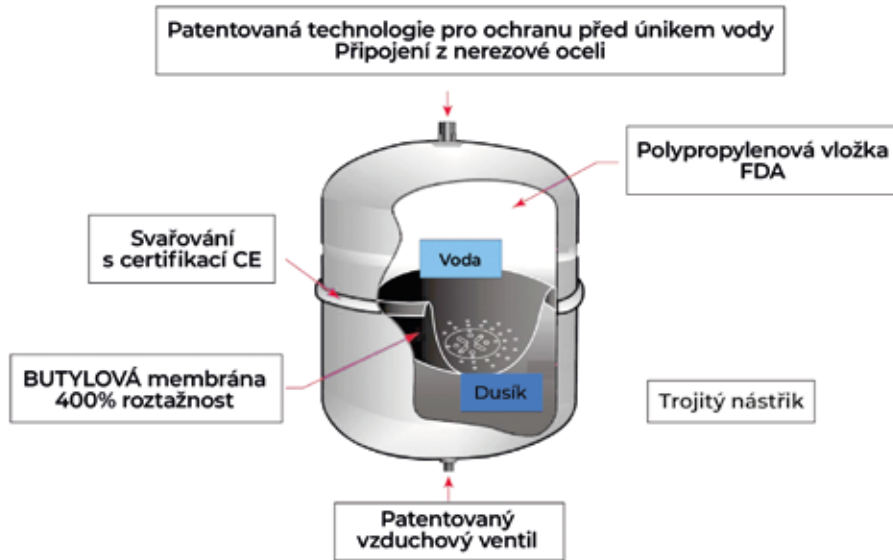 Patentovaná technologie pro ochranu před únikem vody
Připojení z nerezové oceli
Polypropylenová vložka
FDA
Svařování
s certifikací CE
Voda
BUTYLOVÁ membrána
400% roztažnost
Dusík
Trojitý nástřik
Patentovaný
vzduchový ventil